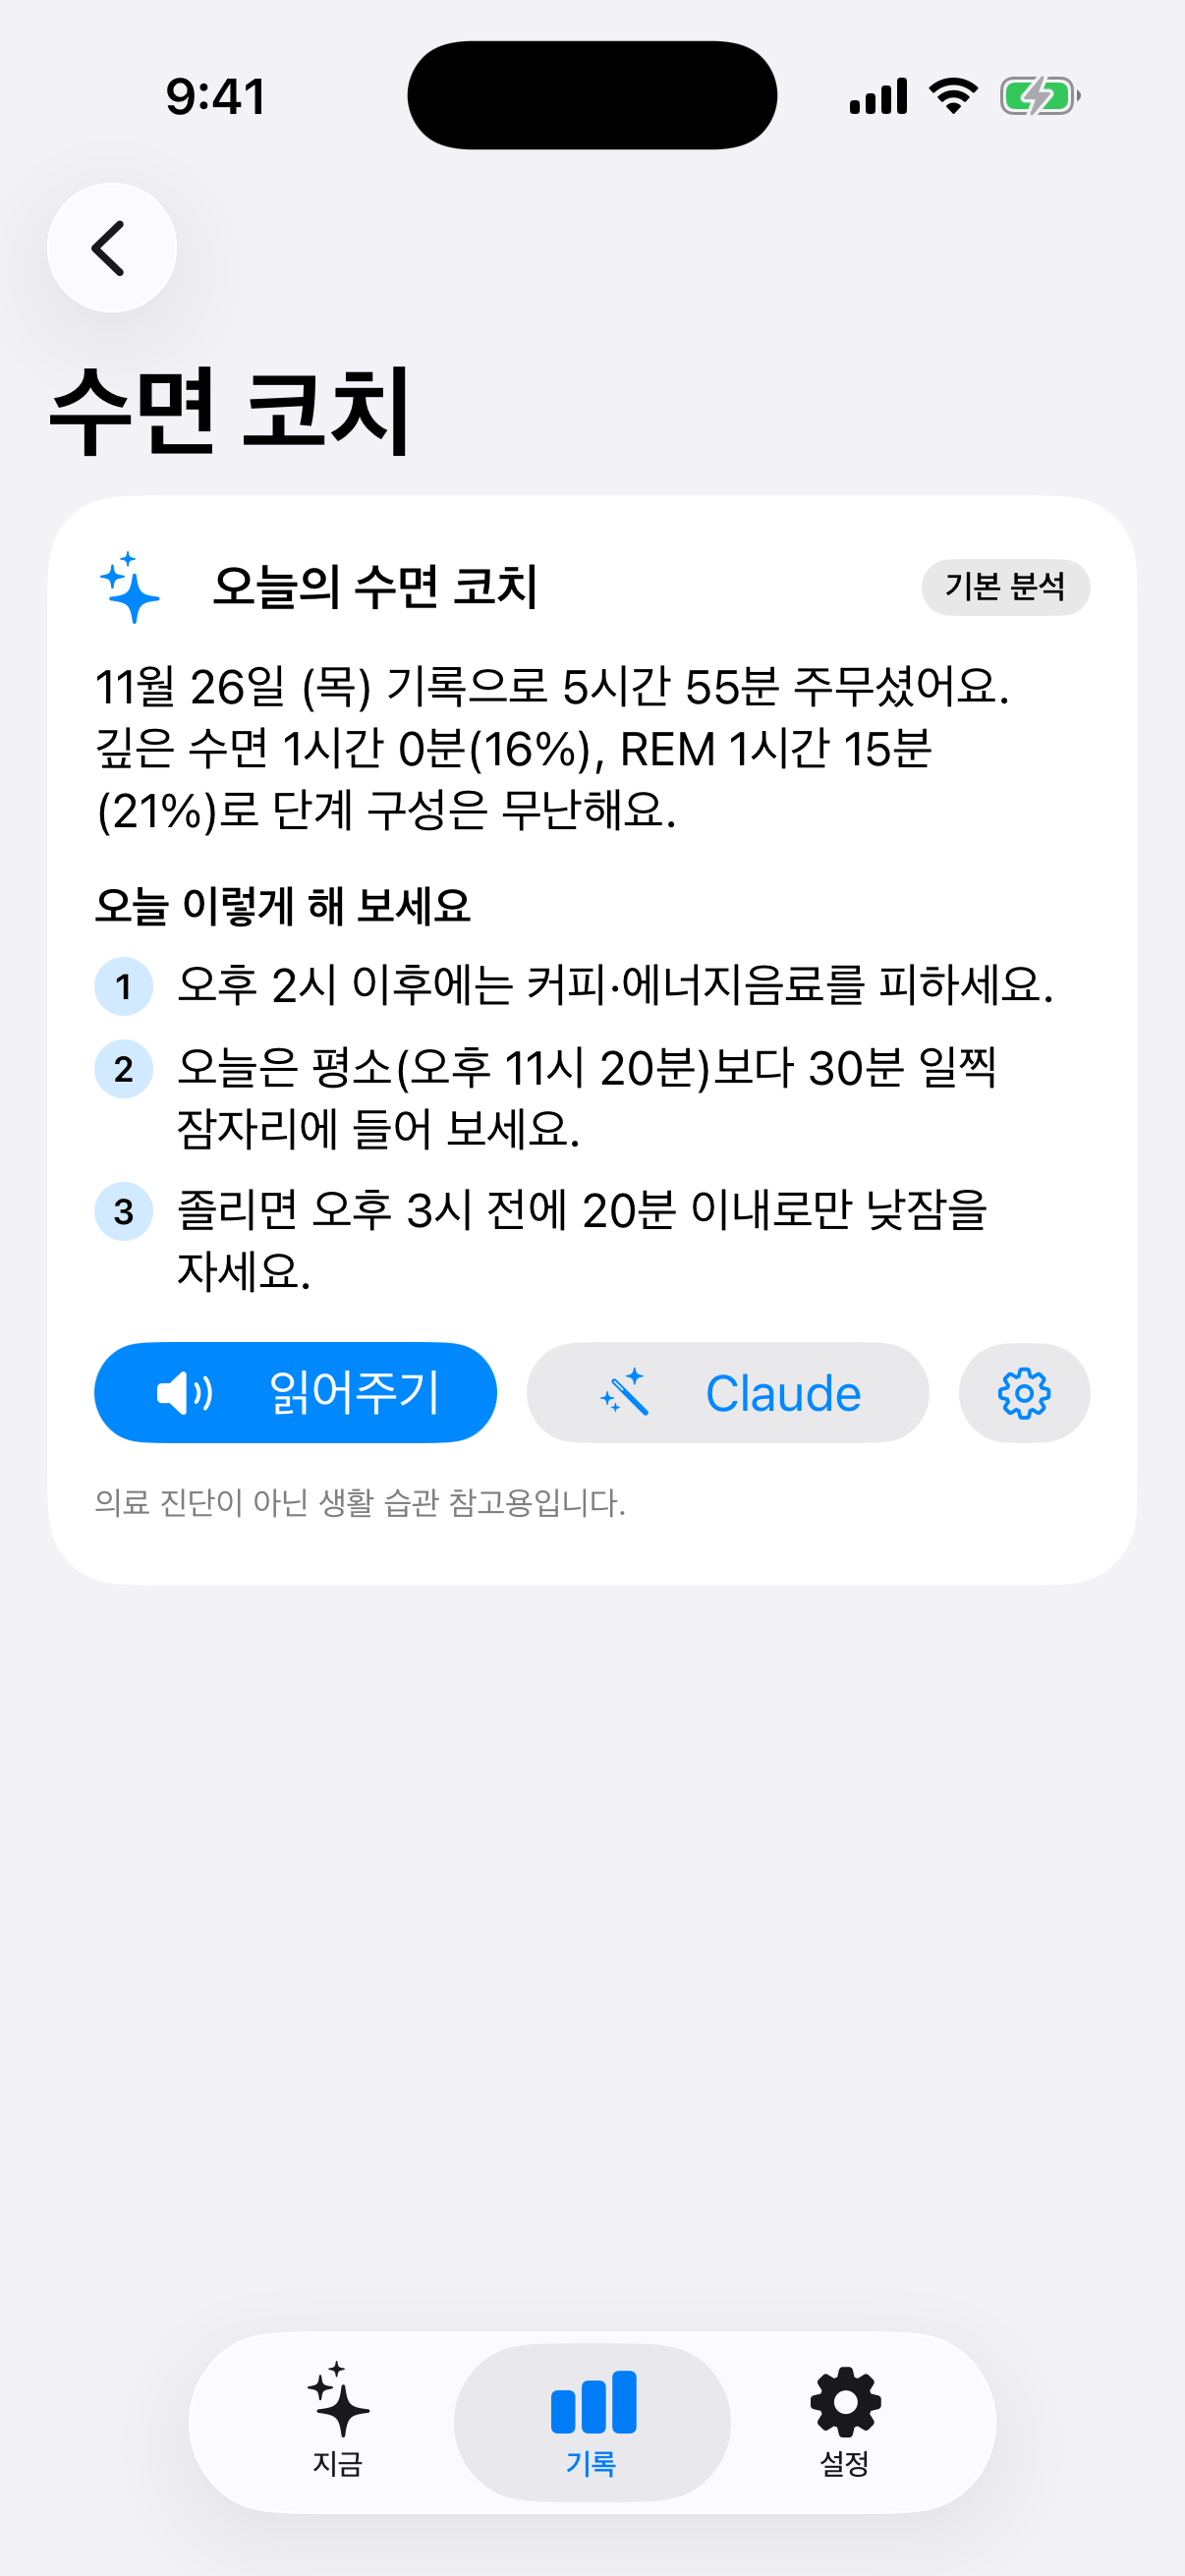 9:41
수면 코치
오늘의 수면 코치
기본 분석
11월 26일 (목) 기록으로 5시간 55분 주무셨어요.
깊은 수면 1시간 0분(16%), REM 1시간 15분
(21%)로 단계 구성은 무난해요.
오늘 이렇게 해 보세요
1 오후 2시 이후에는 커피·에너지음료를 피하세요.
2 오늘은 평소(오후 11시 20분)보다 30분 일찍
잠자리에 들어 보세요.
3 졸리면 오후 3시 전에 20분 이내로만 낮잠을
자세요.
읽어주기
Claude
의료 진단이 아닌 생활 습관 참고용입니다.
지금
기록
설정